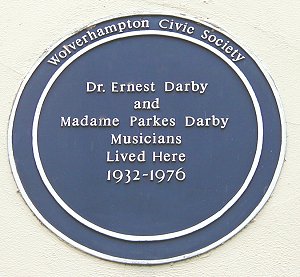 Wolverhampton Civic Society
Dr. Ernest Darby
and
Madame Parkes Darby
Musicians
Lived Here
1932-1976